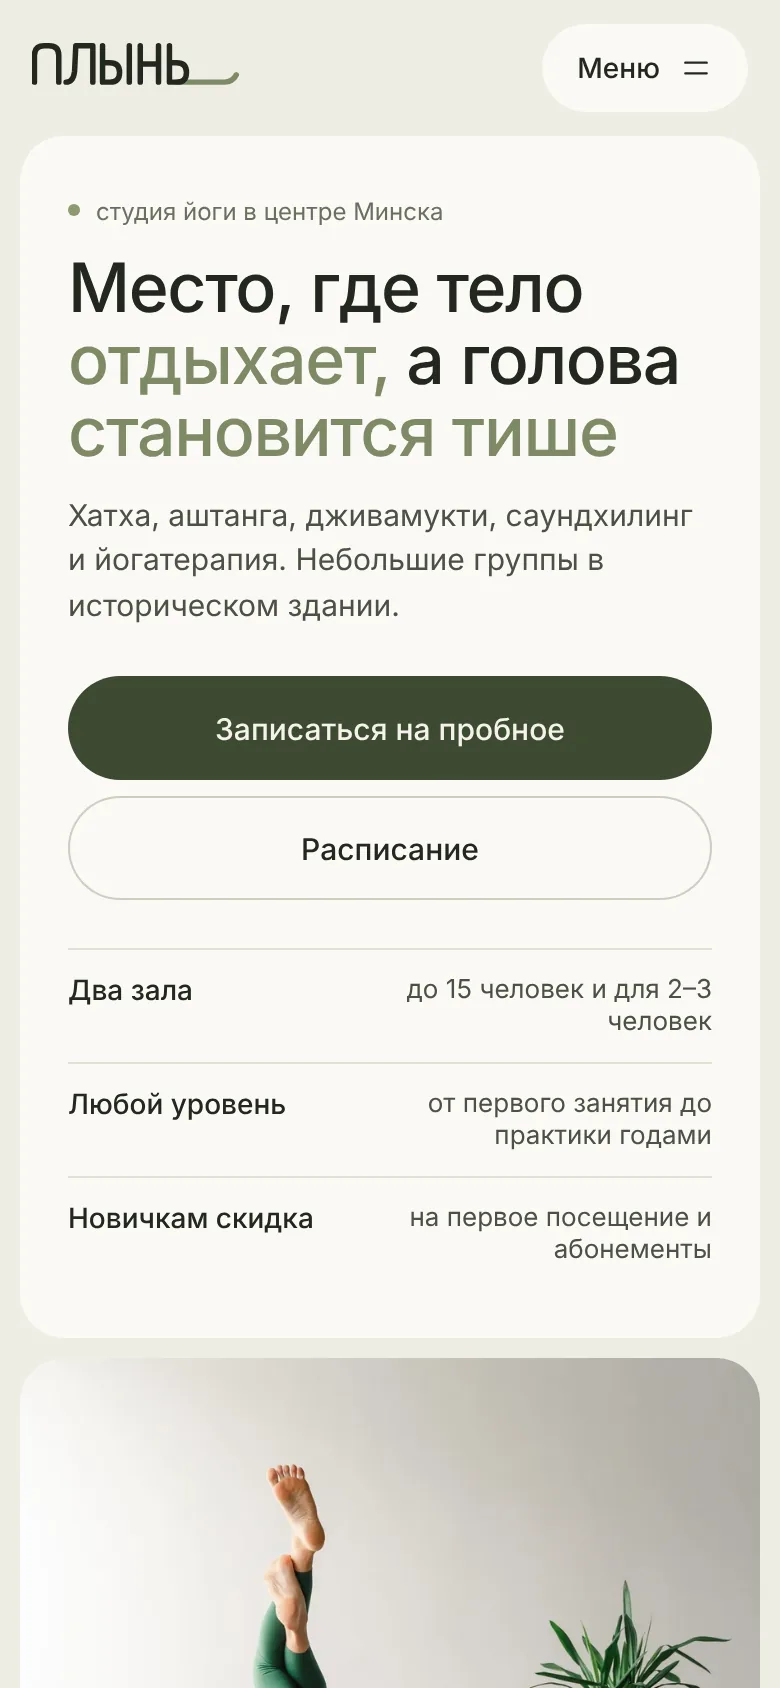 ПЛЫНЬ
Меню
студия йоги в центре Минска
Место, где тело
отдыхает, а голова
становится тише
Хатха, аштанга, дживамукти, саундхилинг
и йогатерапия. Небольшие группы в
историческом здании.
Записаться на пробное
Расписание
Два зала
до 15 человек и для 2–3
человек
Любой уровень
от первого занятия до
практики годами
Новичкам скидка
на первое посещение и
абонементы